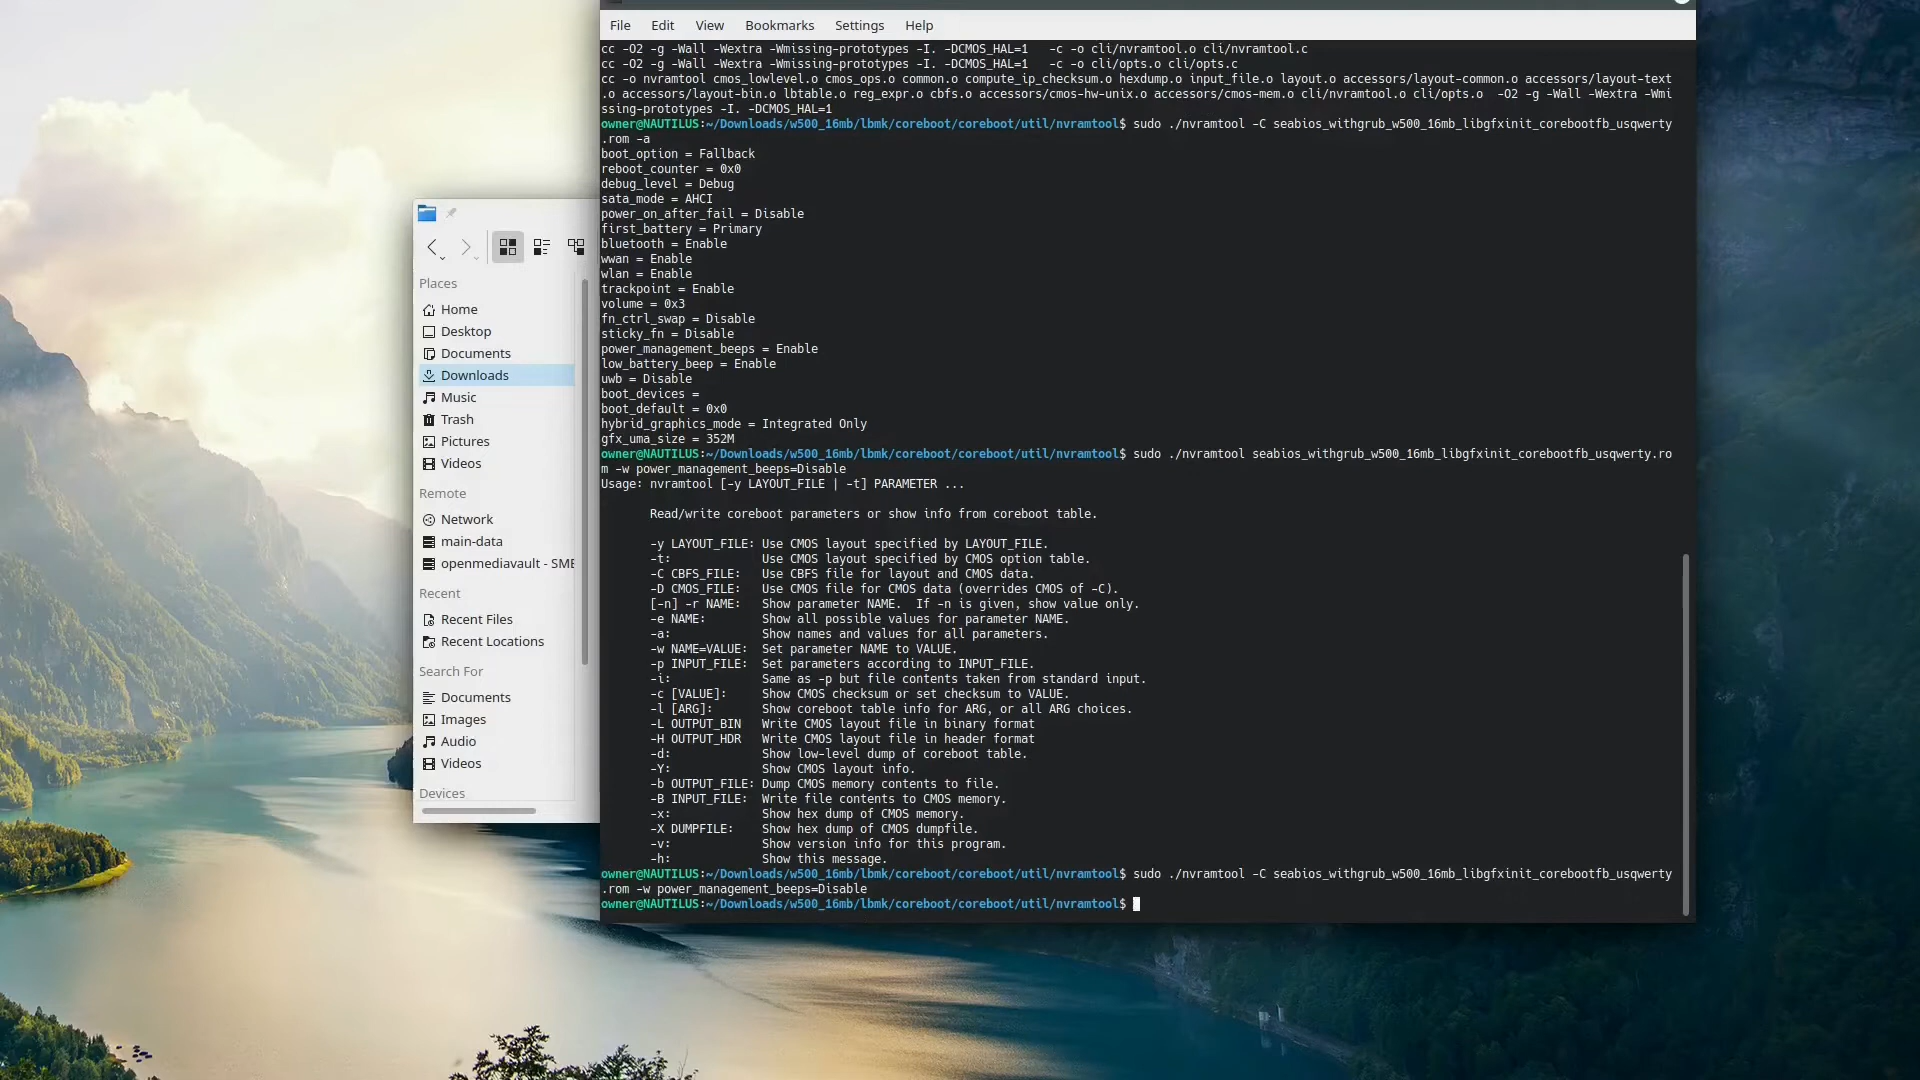 File Edit View Bookmarks Settings Help
cc -O2 -g -Wall -Wextra -Wmissing-prototypes -I. -DCMOS_HAL=1   -c -o cli/nvramtool.o cli/nvramtool.c
cc -O2 -g -Wall -Wextra -Wmissing-prototypes -I. -DCMOS_HAL=1   -c -o cli/opts.o cli/opts.c
cc -o nvramtool cmos_lowlevel.o cmos_ops.o common.o compute_ip_checksum.o hexdump.o input_file.o layout.o accessors/layout-common.o accessors/layout-text
.o accessors/layout-bin.o lbtable.o reg_expr.o cbfs.o accessors/cmos-hw-unix.o accessors/cmos-mem.o cli/nvramtool.o cli/opts.o  -O2 -g -Wall -Wextra -Wmi
ssing-prototypes -I. -DCMOS_HAL=1
owner@NAUTILUS:~/Downloads/w500_16mb/lbmk/coreboot/coreboot/util/nvramtool$ sudo ./nvramtool -C seabios_withgrub_w500_16mb_libgfxinit_corebootfb_usqwerty
.rom -a
boot_option = Fallback
reboot_counter = 0x0
debug_level = Debug
sata_mode = AHCI
power_on_after_fail = Disable
first_battery = Primary
bluetooth = Enable
wwan = Enable
wlan = Enable
trackpoint = Enable
volume = 0x3
fn_ctrl_swap = Disable
sticky_fn = Disable
power_management_beeps = Enable
low_battery_beep = Enable
uwb = Disable
boot_devices =
boot_default = 0x0
hybrid_graphics_mode = Integrated Only
gfx_uma_size = 352M
owner@NAUTILUS:~/Downloads/w500_16mb/lbmk/coreboot/coreboot/util/nvramtool$ sudo ./nvramtool seabios_withgrub_w500_16mb_libgfxinit_corebootfb_usqwerty.ro
m -w power_management_beeps=Disable
Usage: nvramtool [-y LAYOUT_FILE | -t] PARAMETER ...
Read/write coreboot parameters or show info from coreboot table.
-y LAYOUT_FILE: Use CMOS layout specified by LAYOUT_FILE.
-t:             Use CMOS layout specified by CMOS option table.
-C CBFS_FILE:   Use CBFS file for layout and CMOS data.
-D CMOS_FILE:   Use CMOS file for CMOS data (overrides CMOS of -C).
[-n] -r NAME:   Show parameter NAME.  If -n is given, show value only.
-e NAME:        Show all possible values for parameter NAME.
-a:             Show names and values for all parameters.
-w NAME=VALUE:  Set parameter NAME to VALUE.
-p INPUT_FILE:  Set parameters according to INPUT_FILE.
-i:             Same as -p but file contents taken from standard input.
-c [VALUE]:     Show CMOS checksum or set checksum to VALUE.
-l [ARG]:       Show coreboot table info for ARG, or all ARG choices.
-L OUTPUT_BIN   Write CMOS layout file in binary format
-H OUTPUT_HDR   Write CMOS layout file in header format
-d:             Show low-level dump of coreboot table.
-Y:             Show CMOS layout info.
-b OUTPUT_FILE: Dump CMOS memory contents to file.
-B INPUT_FILE:  Write file contents to CMOS memory.
-x:             Show hex dump of CMOS memory.
-X DUMPFILE:    Show hex dump of CMOS dumpfile.
-v:             Show version info for this program.
-h:             Show this message.
owner@NAUTILUS:~/Downloads/w500_16mb/lbmk/coreboot/coreboot/util/nvramtool$ sudo ./nvramtool -C seabios_withgrub_w500_16mb_libgfxinit_corebootfb_usqwerty
.rom -w power_management_beeps=Disable
owner@NAUTILUS:~/Downloads/w500_16mb/lbmk/coreboot/coreboot/util/nvramtool$
Places
Home
Desktop
Documents
Downloads
Music
Trash
Pictures
Videos
Remote
Network
main-data
openmediavault - SMB
Recent
Recent Files
Recent Locations
Search For
Documents
Images
Audio
Videos
Devices